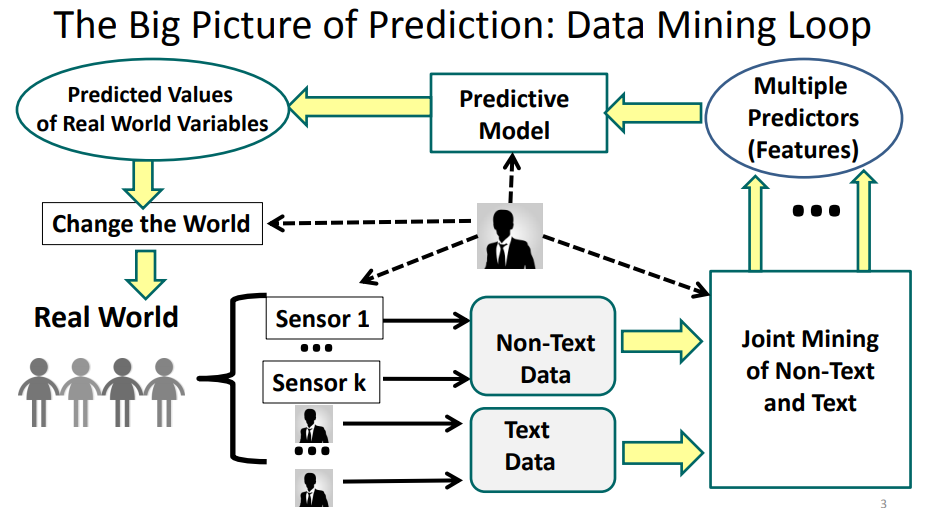 The Big Picture of Prediction: Data Mining Loop
Predicted Values
of Real World Variables
Predictive
Model
Multiple
Predictors
(Features)
•••
Change the World
Real World
Sensor 1
•••
Sensor k
•••
Non-Text
Data
Text
Data
Joint Mining
of Non-Text
and Text
3